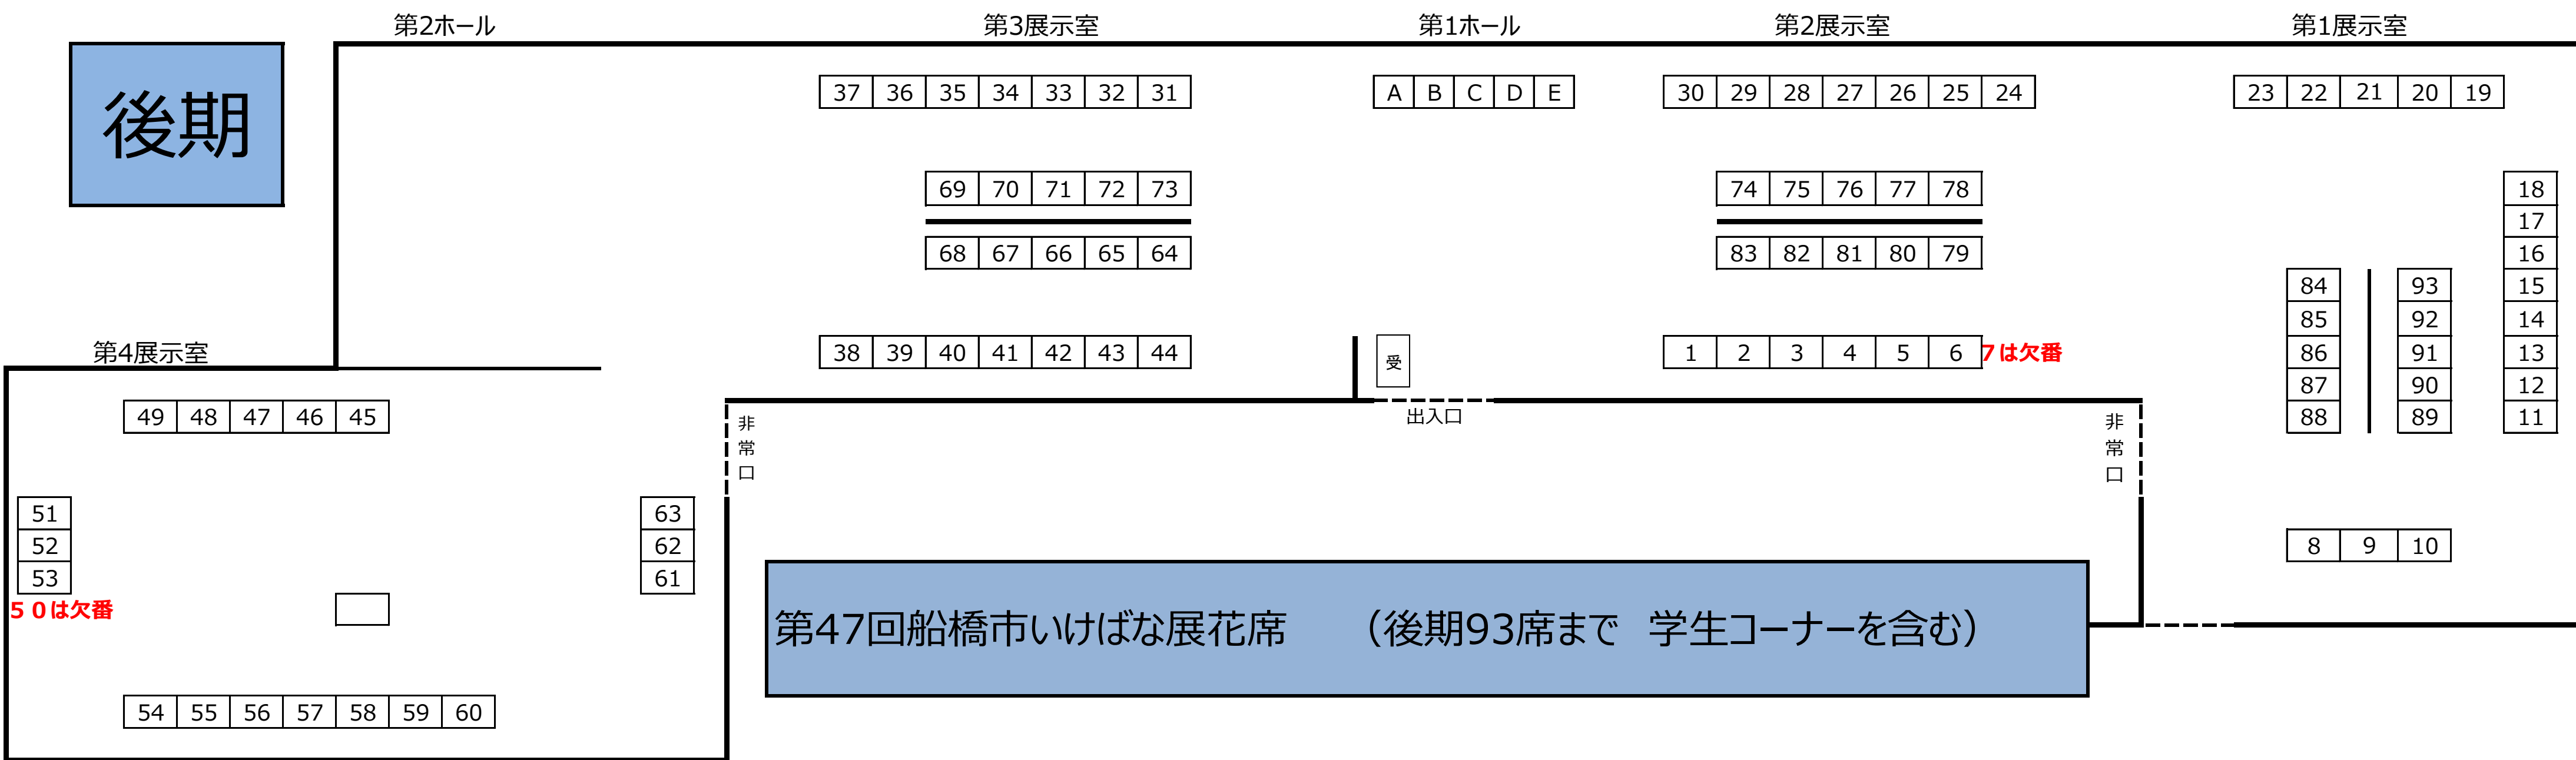 第2ホール 第3展示室 第1ホール 第2展示室 第1展示室
後期
37 36 35 34 33 32 31 A B C D E 30 29 28 27 26 25 24 23 22 21 20 19
69 70 71 72 73 74 75 76 77 78 18
17
68 67 66 65 64 83 82 81 80 79 16
84 93 15
85 92 14
第4展示室 38 39 40 41 42 43 44 受 1 2 3 4 5 6 7は欠番 86 91 13
87 90 12
49 48 47 46 45 非常口 出入口 非常口 88 89 11
51 63
52 62 8 9 10
53 61
50は欠番
第47回船橋市いけばな展花席 （後期93席まで 学生コーナーを含む）
54 55 56 57 58 59 60